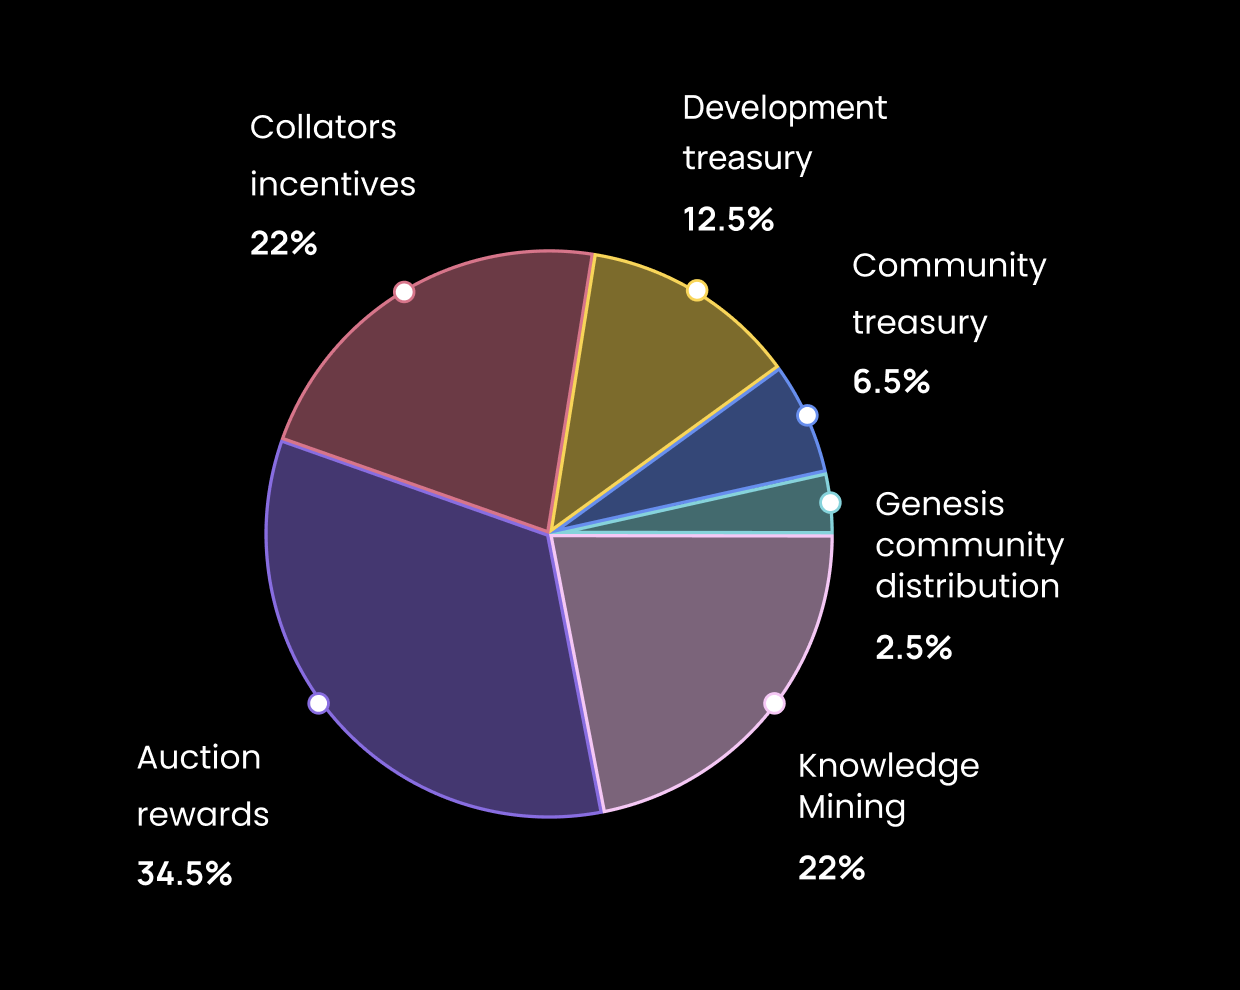 Collators
incentives
22%
Development
treasury
12.5%
Community
treasury
6.5%
Genesis
community
distribution
2.5%
Knowledge
Mining
22%
Auction
rewards
34.5%